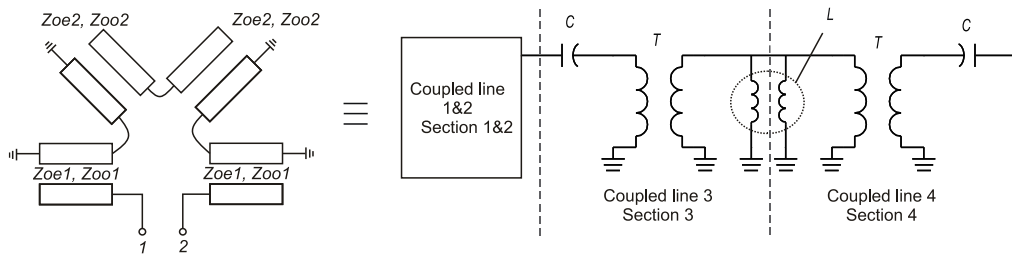 Zoe2, Zoo2
Zoe2, Zoo2
Zoe1, Zoo1
Zoe1, Zoo1
1
2
Coupled line
1&2
Section 1&2
C
T
L
T
C
Coupled line 3
Section 3
Coupled line 4
Section 4